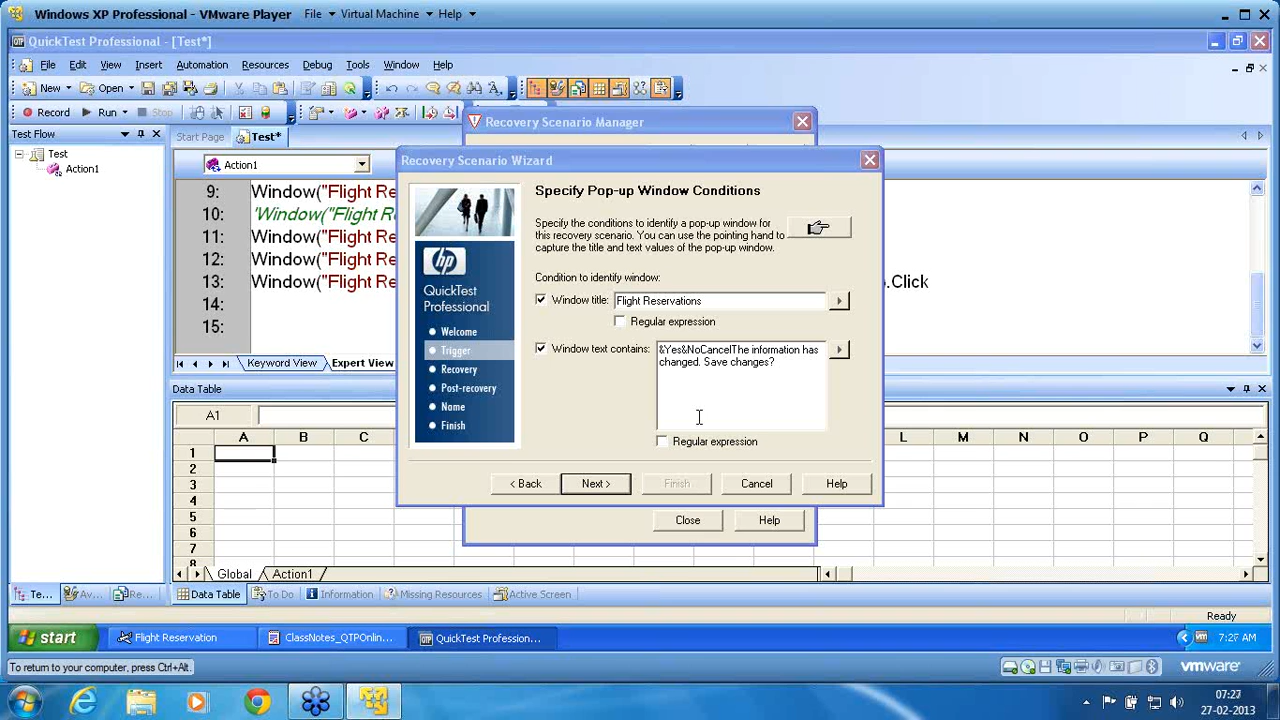 Windows XP Professional - VMware Player File Virtual Machine Help
QTP QuickTest Professional - [Test*]
File Edit View Insert Automation Resources Debug Tools Window Help
New Open
Record Run Stop
Test Flow
Start Page Test*
Test
Action1
Action1
9: Window("Flight Re
10: 'Window("Flight R
11: Window("Flight Re
12: Window("Flight Re
13: Window("Flight Re .Click
14:
15:
Keyword View Expert View
Recovery Scenario Manager
Recovery Scenario Wizard
hp
QuickTest
Professional
Welcome
Trigger
Recovery
Post-recovery
Name
Finish
Specify Pop-up Window Conditions
Specify the conditions to identify a pop-up window for
this recovery scenario. You can use the pointing hand to
capture the title and text values of the pop-up window.
Condition to identify window:
Window title: Flight Reservations
Regular expression
Window text contains: &Yes&NoCancelThe information has
changed. Save changes?
Regular expression
< Back Next > Finish Cancel Help
Close Help
Data Table
A1
A B C L M N O P Q
1
2
3
4
5
6
7
8
Global Action1
Te... Av... Re... Data Table To Do Information Missing Resources Active Screen
Ready
start Flight Reservation ClassNotes_QTPOnlin... QTP QuickTest Profession... 7:27 AM
To return to your computer, press Ctrl+Alt. vmware
07:27
27-02-2013